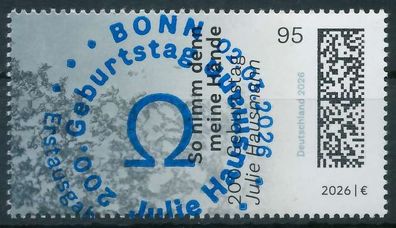 So nimm denn
meine Hände
200. Geburtstag
Julie Hausmann
95
Deutschland 2026
2026 | €
BONN
200. Geburtstag
Julie Hausmann
Ω